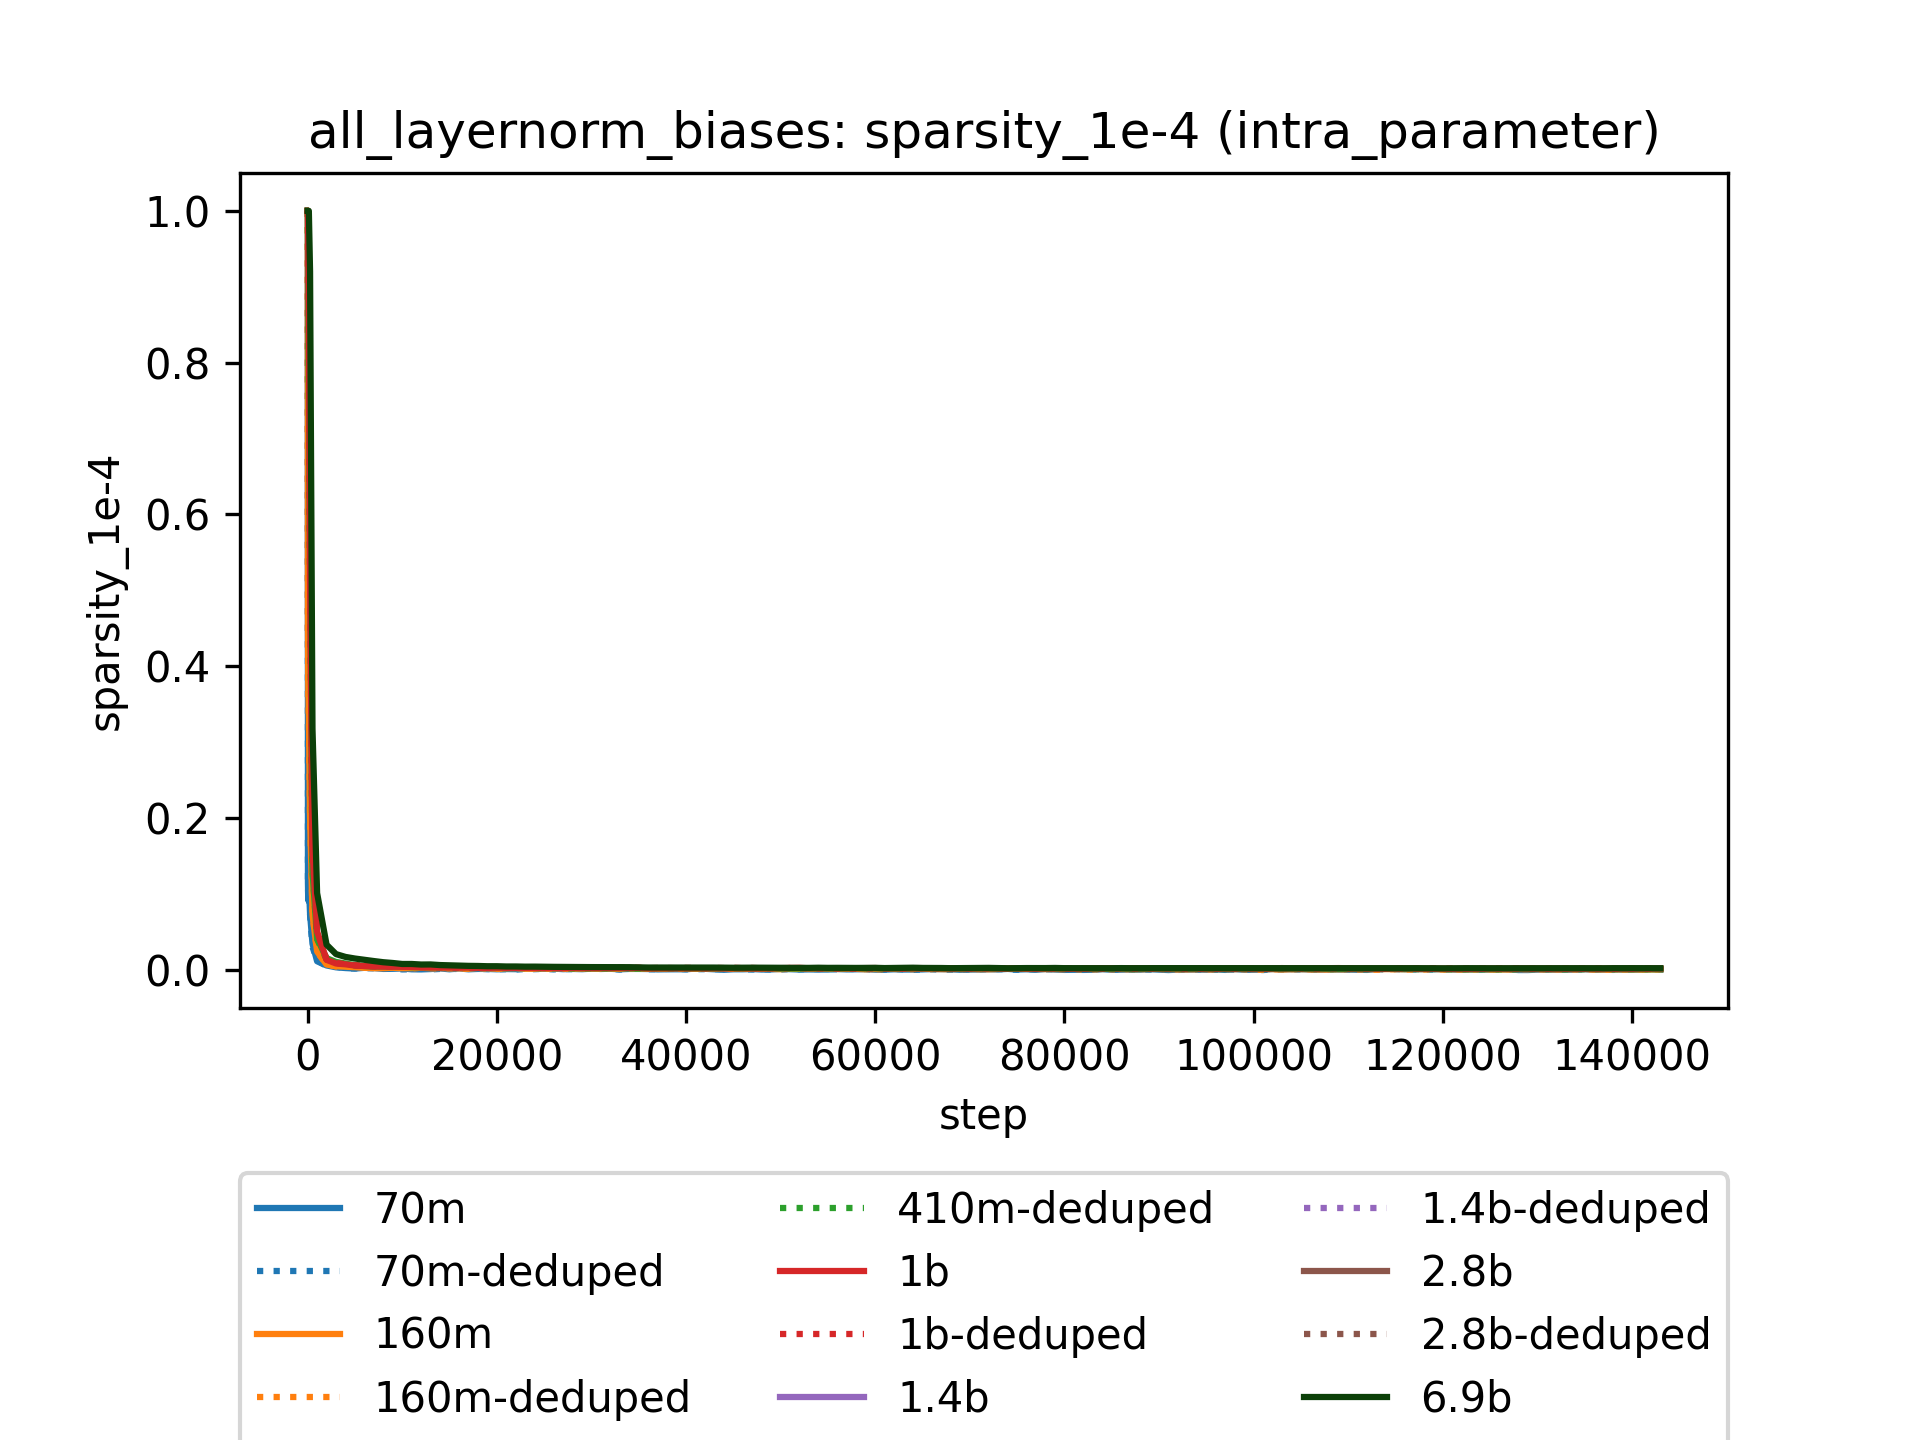 all_layernorm_biases: sparsity_1e-4 (intra_parameter)
sparsity_1e-4
1.0
0.8
0.6
0.4
0.2
0.0
0 20000 40000 60000 80000 100000 120000 140000
step
70m
70m-deduped
160m
160m-deduped
410m-deduped
1b
1b-deduped
1.4b
1.4b-deduped
2.8b
2.8b-deduped
6.9b